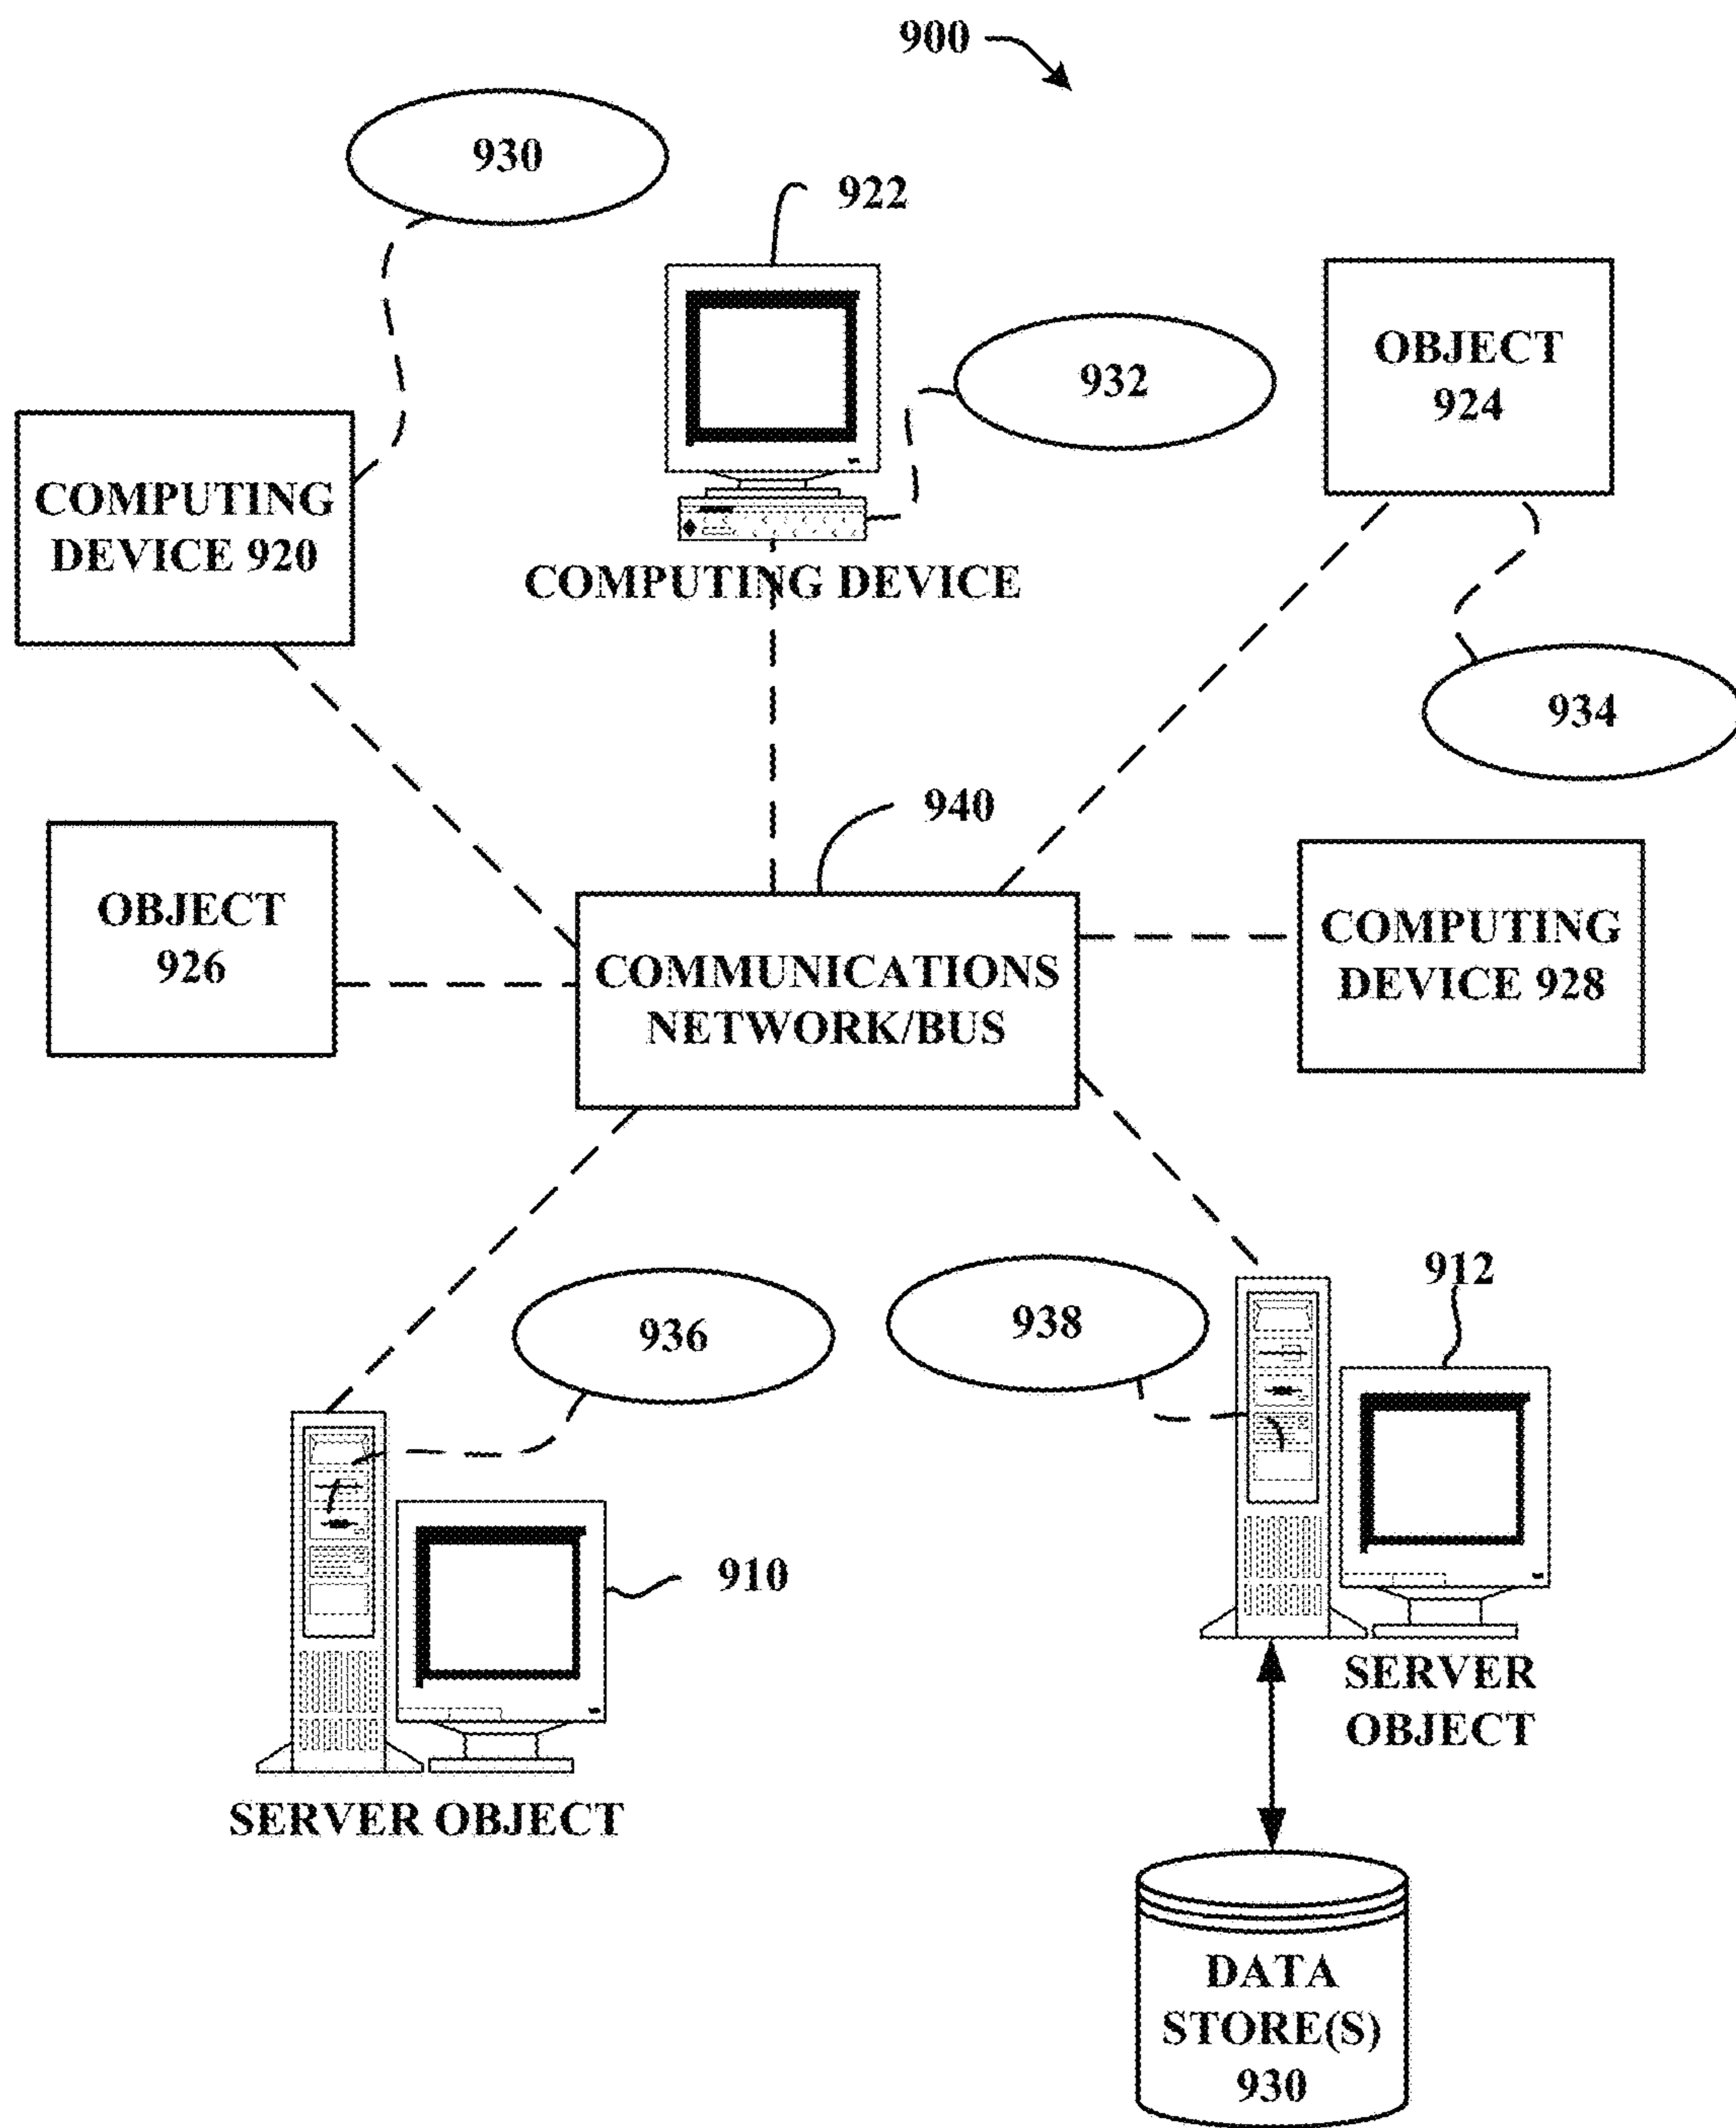 900
930
922
932
OBJECT
924
COMPUTING
DEVICE 920
COMPUTING DEVICE
934
940
OBJECT
926
COMMUNICATIONS
NETWORK/BUS
COMPUTING
DEVICE 928
936
938
912
910
SERVER
OBJECT
SERVER OBJECT
DATA
STORE(S)
930